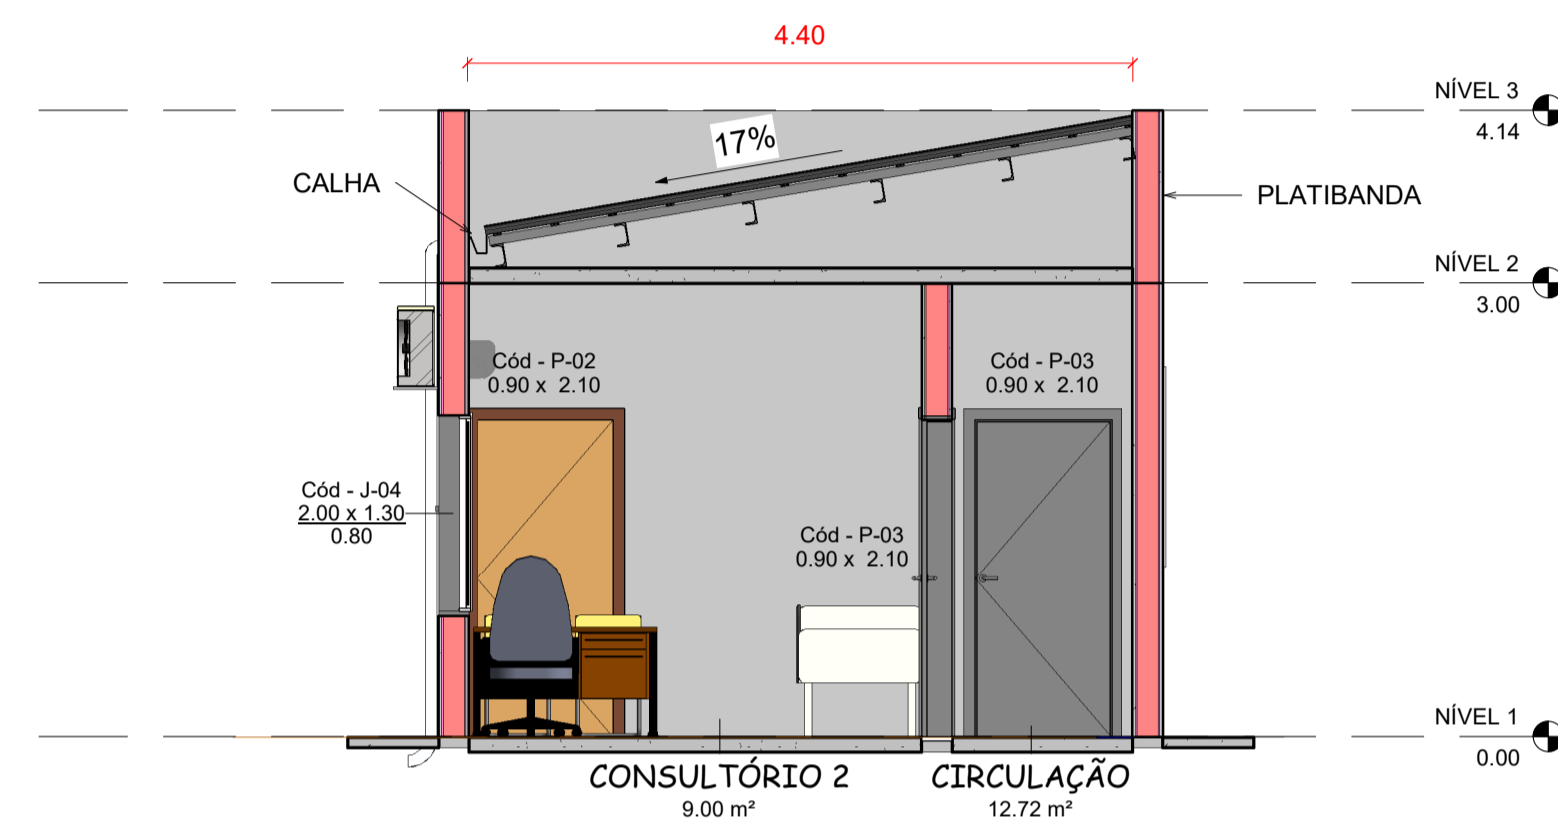 4.40
NÍVEL 3
4.14
17%
CALHA
PLATIBANDA
NÍVEL 2
3.00
Cód - P-02
0.90 x 2.10
Cód - P-03
0.90 x 2.10
Cód - J-04
2.00 x 1.30
0.80
Cód - P-03
0.90 x 2.10
NÍVEL 1
0.00
CONSULTÓRIO 2
9.00 m²
CIRCULAÇÃO
12.72 m²